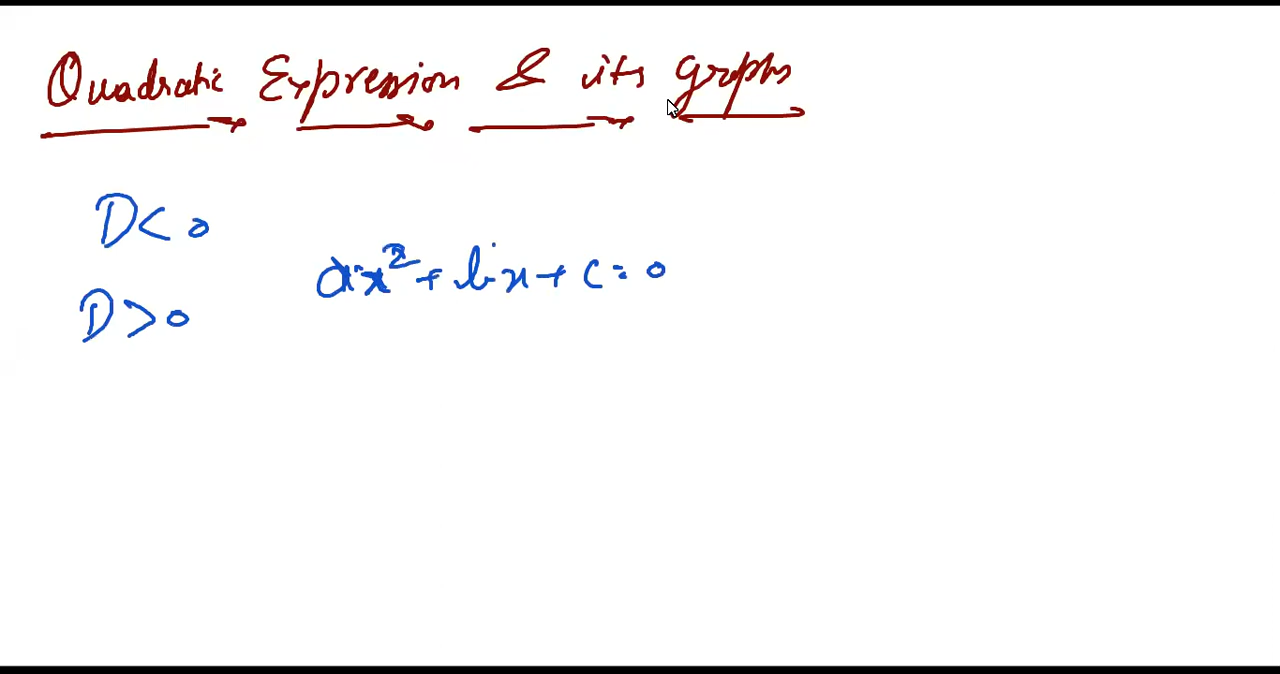 Quadratic Expression & its graphs
D < 0
ax² + bx + c = 0
D > 0